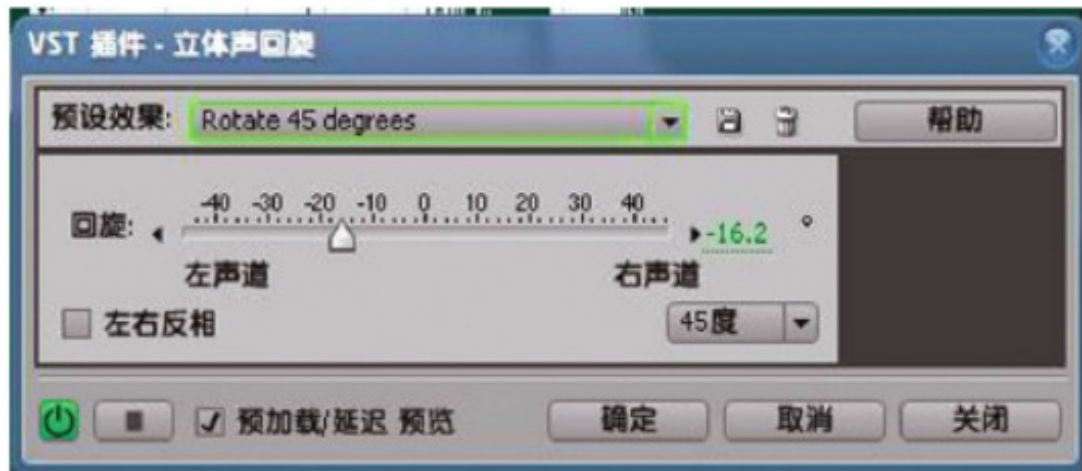 VST 插件 - 立体声回旋
预设效果: Rotate 45 degrees 帮助
-40 -30 -20 -10 0 10 20 30 40
回旋: -16.2 °
左声道 右声道
左右反相 45度
预加载/延迟 预览 确定 取消 关闭